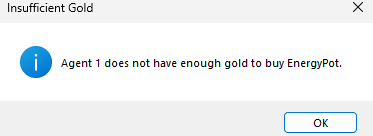 Insufficient Gold
Agent 1 does not have enough gold to buy EnergyPot.
OK